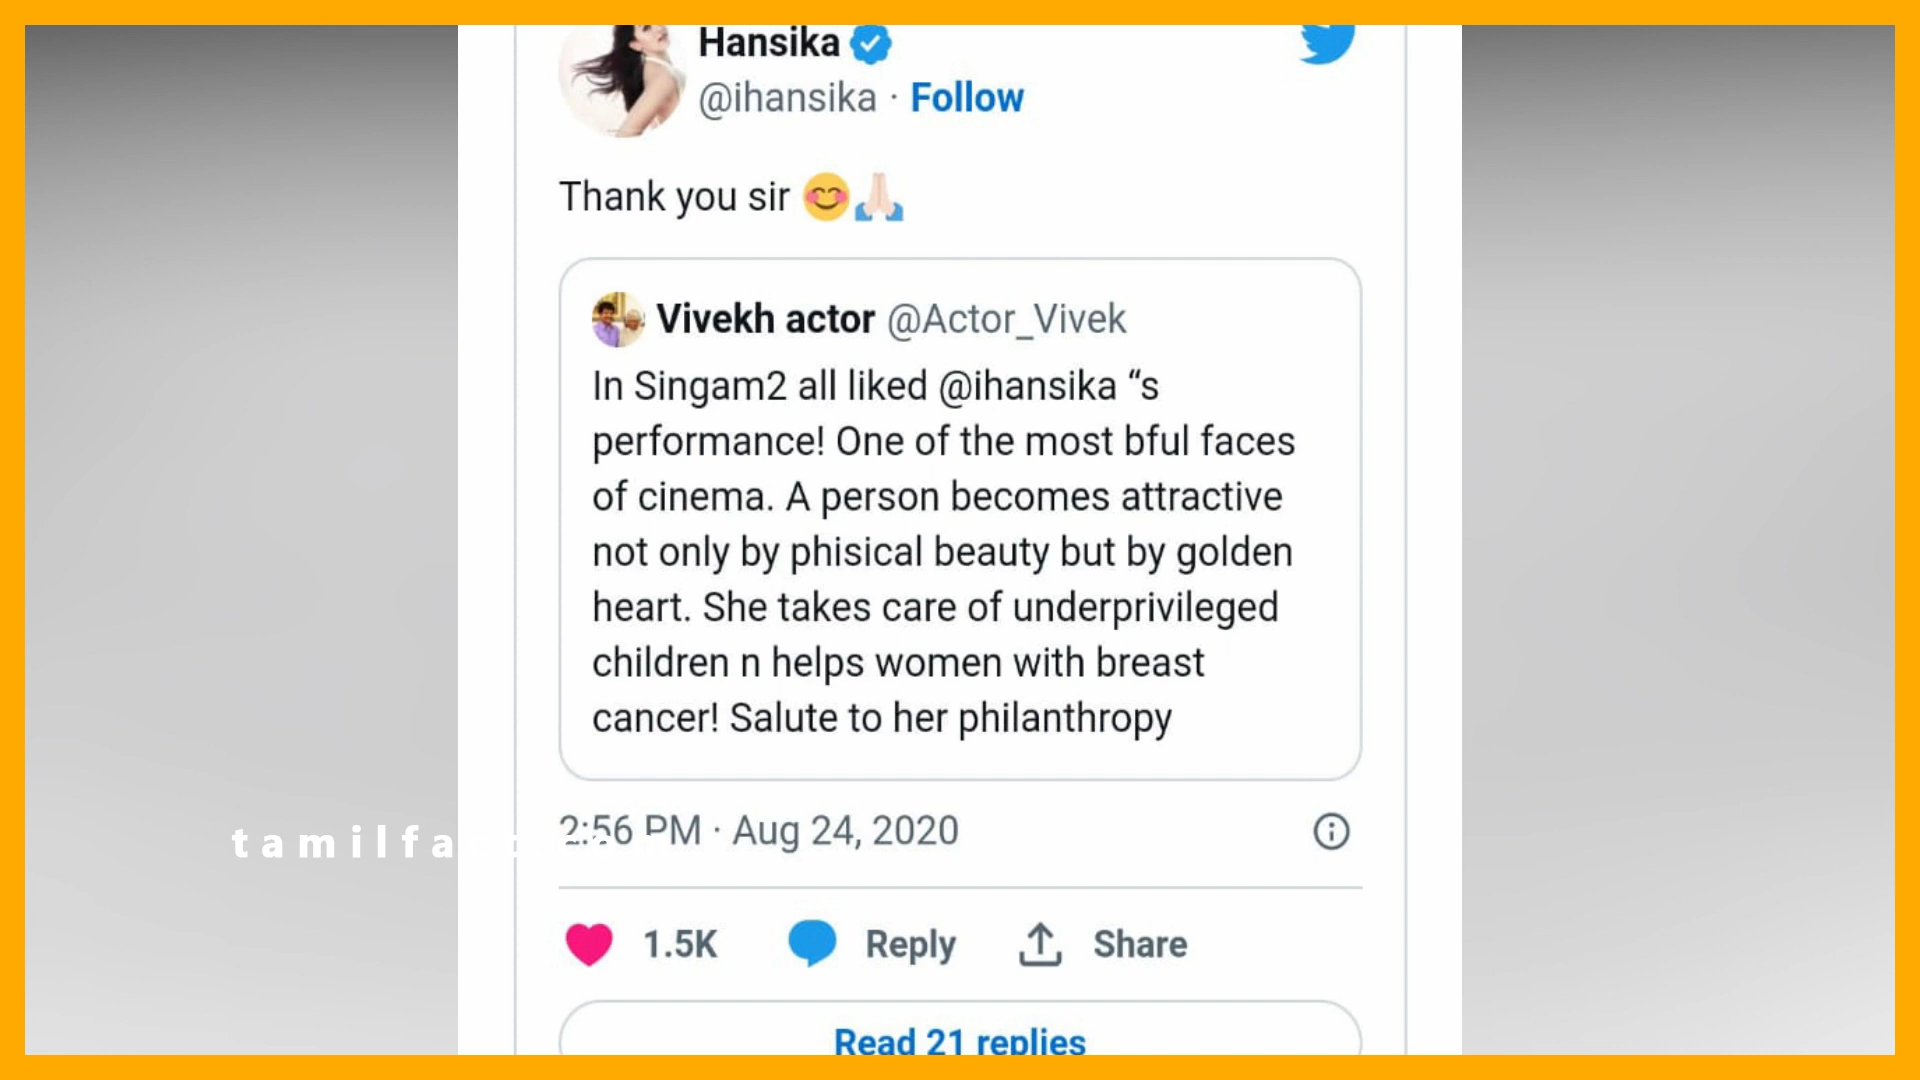 Hansika
@ihansika · Follow
Thank you sir 😊🙏🏻
Vivekh actor @Actor_Vivek
In Singam2 all liked @ihansika “s
performance! One of the most bful faces
of cinema. A person becomes attractive
not only by phisical beauty but by golden
heart. She takes care of underprivileged
children n helps women with breast
cancer! Salute to her philanthropy
2:56 PM · Aug 24, 2020
1.5K Reply Share
Read 21 replies